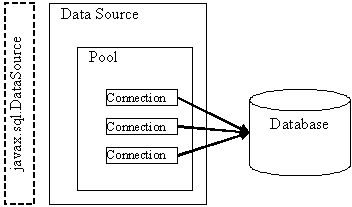 javax.sql.DataSource
Data Source
Pool
Connection
Connection
Connection
Database